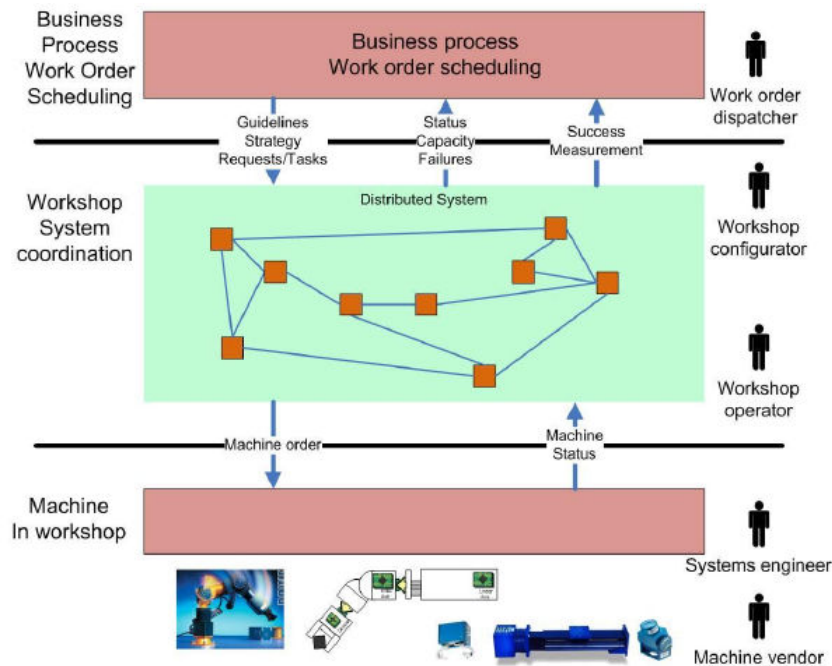 Business
Process
Work Order
Scheduling
Business process
Work order scheduling
Work order
dispatcher
Guidelines
Strategy
Requests/Tasks
Status
Capacity
Failures
Success
Measurement
Workshop
System
coordination
Distributed System
Workshop
configurator
Workshop
operator
Machine order
Machine
Status
Machine
In workshop
Systems engineer
Machine vendor